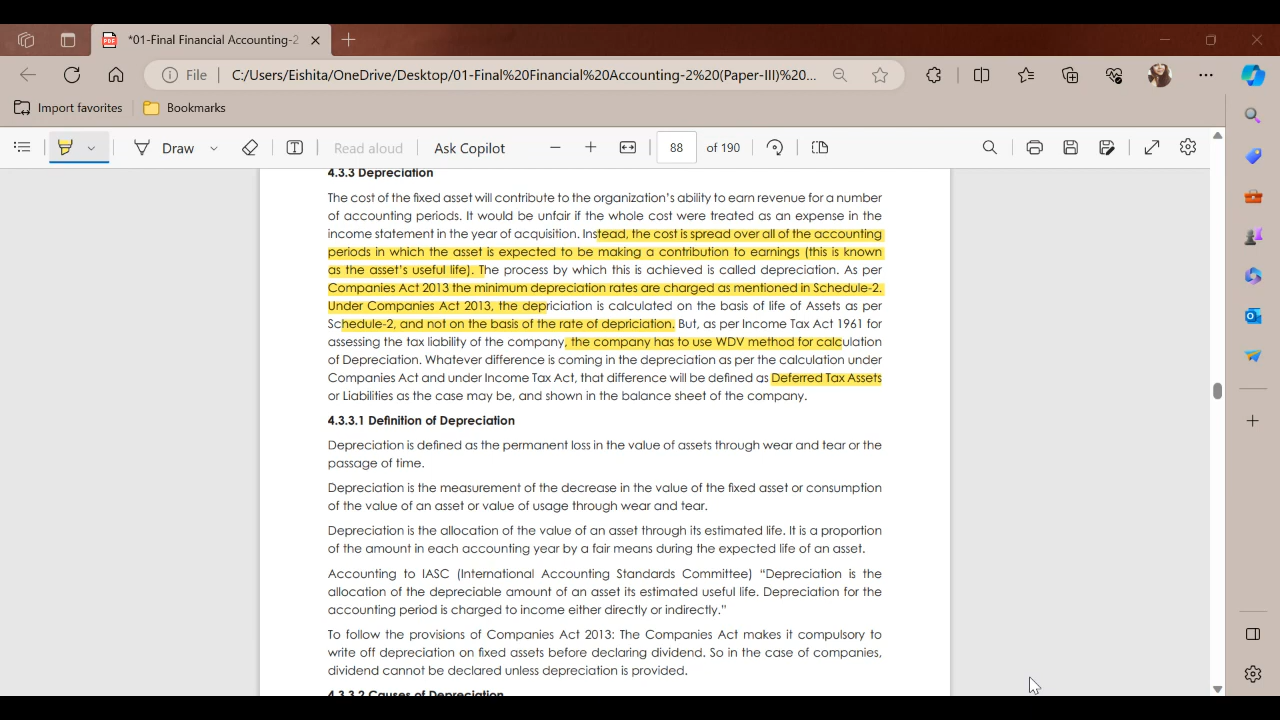 *01-Final Financial Accounting-2
File
C:/Users/Eishita/OneDrive/Desktop/01-Final%20Financial%20Accounting-2%20(Paper-III)%20...
Import favorites
Bookmarks
Draw
Read aloud
Ask Copilot
88
of 190
4.3.3 Depreciation
The cost of the fixed asset will contribute to the organization's ability to earn revenue for a number
of accounting periods. It would be unfair if the whole cost were treated as an expense in the
income statement in the year of acquisition. Instead, the cost is spread over all of the accounting
periods in which the asset is expected to be making a contribution to earnings (this is known
as the asset's useful life). The process by which this is achieved is called depreciation. As per
Companies Act 2013 the minimum depreciation rates are charged as mentioned in Schedule-2.
Under Companies Act 2013, the depriciation is calculated on the basis of life of Assets as per
Schedule-2, and not on the basis of the rate of depriciation. But, as per Income Tax Act 1961 for
assessing the tax liability of the company, the company has to use WDV method for calculation
of Depreciation. Whatever difference is coming in the depreciation as per the calculation under
Companies Act and under Income Tax Act, that difference will be defined as Deferred Tax Assets
or Liabilities as the case may be, and shown in the balance sheet of the company.
4.3.3.1 Definition of Depreciation
Depreciation is defined as the permanent loss in the value of assets through wear and tear or the
passage of time.
Depreciation is the measurement of the decrease in the value of the fixed asset or consumption
of the value of an asset or value of usage through wear and tear.
Depreciation is the allocation of the value of an asset through its estimated life. It is a proportion
of the amount in each accounting year by a fair means during the expected life of an asset.
Accounting to IASC (International Accounting Standards Committee) “Depreciation is the
allocation of the depreciable amount of an asset its estimated useful life. Depreciation for the
accounting period is charged to income either directly or indirectly.”
To follow the provisions of Companies Act 2013: The Companies Act makes it compulsory to
write off depreciation on fixed assets before declaring dividend. So in the case of companies,
dividend cannot be declared unless depreciation is provided.
4.3.3.2 Causes of Depreciation